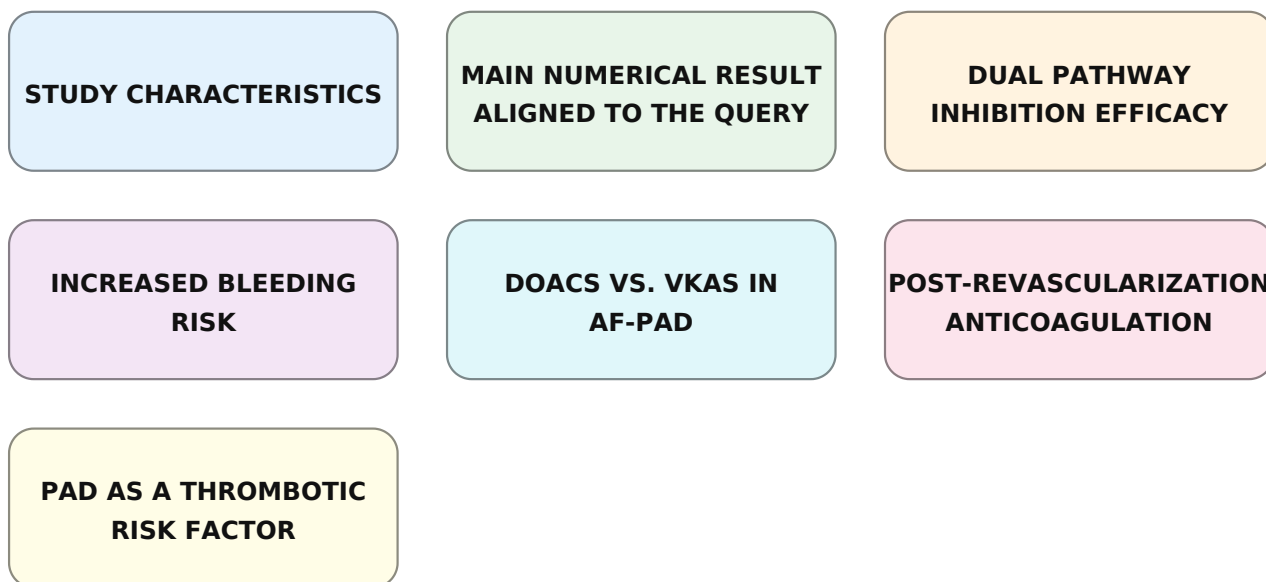 STUDY CHARACTERISTICS
MAIN NUMERICAL RESULT
ALIGNED TO THE QUERY
DUAL PATHWAY
INHIBITION EFFICACY
INCREASED BLEEDING
RISK
DOACS VS. VKAS IN
AF-PAD
POST-REVASCULARIZATION
ANTICOAGULATION
PAD AS A THROMBOTIC
RISK FACTOR